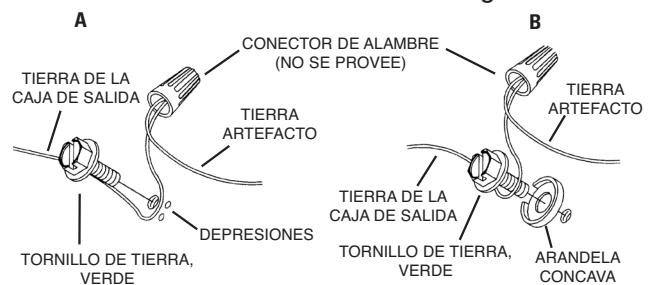 A
B
CONECTOR DE ALAMBRE
(NO SE PROVEE)
TIERRA DE LA
CAJA DE SALIDA
TIERRA
ARTEFACTO
TIERRA
ARTEFACTO
DEPRESIONES
TORNILLO DE TIERRA,
VERDE
TIERRA DE LA
CAJA DE SALIDA
TORNILLO DE TIERRA,
VERDE
ARANDELA
CONCAVA